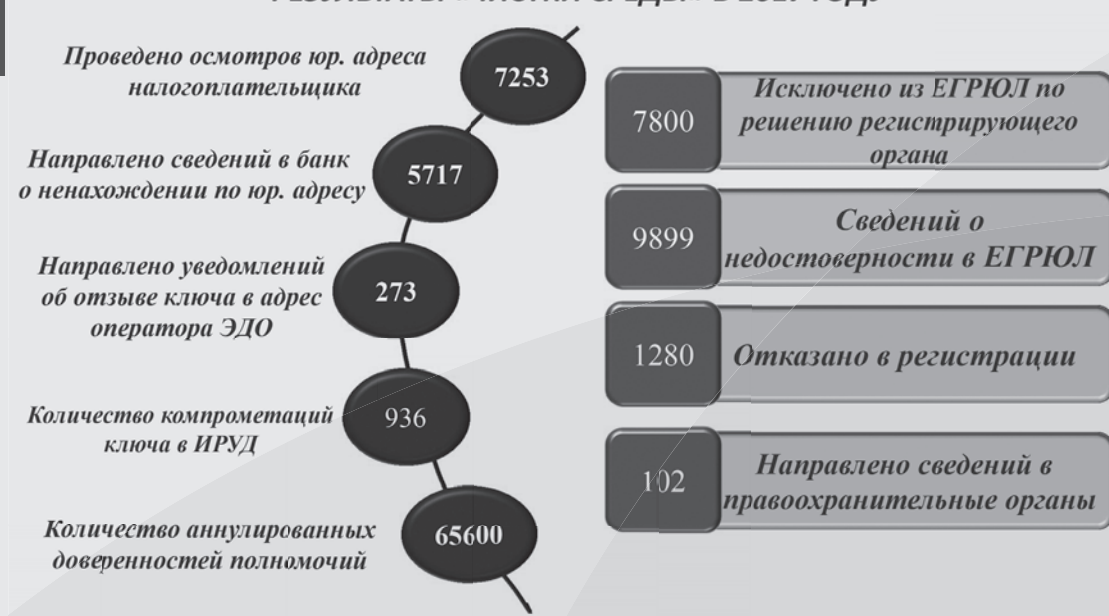 Проведено осмотров юр. адреса
налогоплательщика
7253
Направлено сведений в банк
о ненахождении по юр. адресу
5717
Направлено уведомлений
об отзыве ключа в адрес
оператора ЭДО
273
Количество компрометаций
ключа в ИРУД
936
Количество аннулированных
доверенностей полномочий
65600
7800
Исключено из ЕГРЮЛ по
решению регистрирующего
органа
9899
Сведений о
недостоверности в ЕГРЮЛ
1280
Отказано в регистрации
102
Направлено сведений в
правоохранительные органы